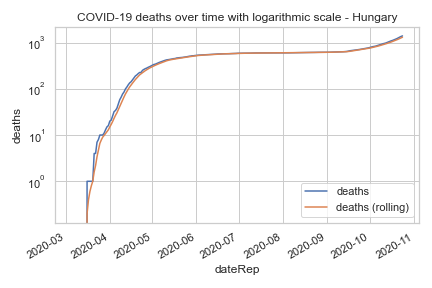 COVID-19 deaths over time with logarithmic scale - Hungary
deaths
10³
10²
10¹
10⁰
deaths
deaths (rolling)
2020-03
2020-04
2020-05
2020-06
2020-07
2020-08
2020-09
2020-10
2020-11
dateRep